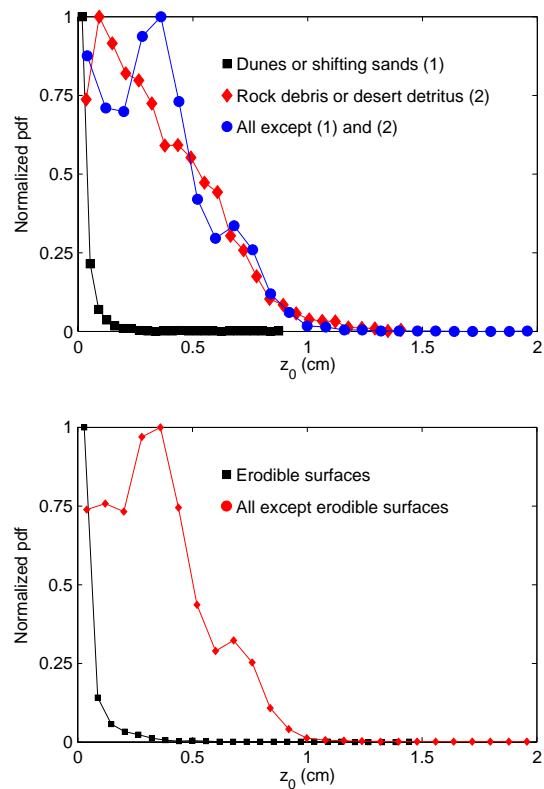 1
0.75
0.5
0.25
0
Normalized pdf
Dunes or shifting sands (1)
Rock debris or desert detritus (2)
All except (1) and (2)
0 0.5 1 1.5 2
z_0 (cm)
1
0.75
0.5
0.25
0
Normalized pdf
Erodible surfaces
All except erodible surfaces
0 0.5 1 1.5 2
z_0 (cm)